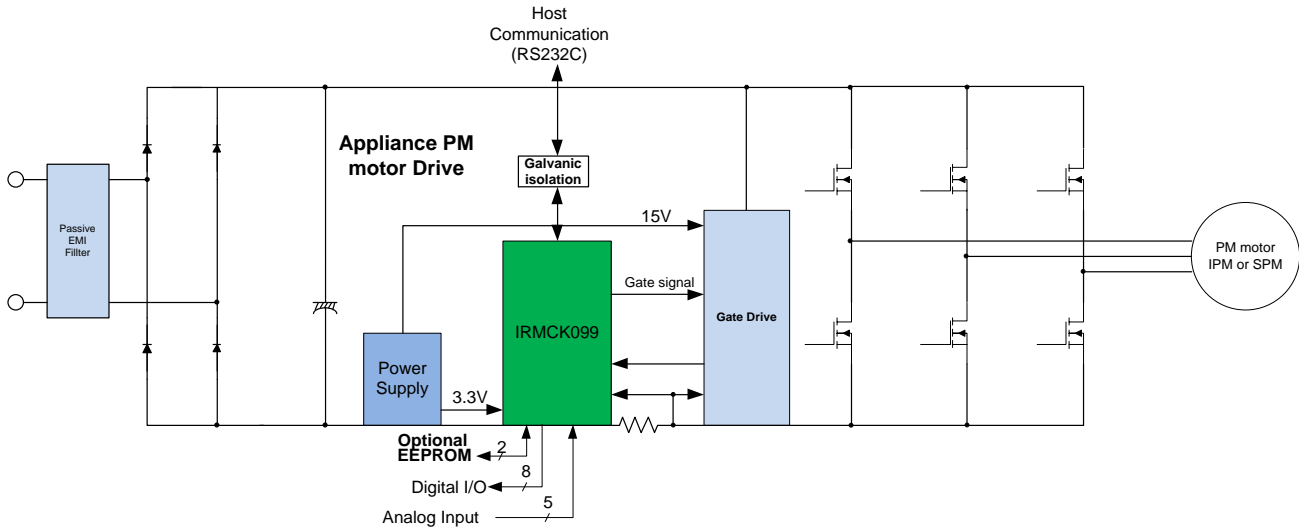 Host
Communication
(RS232C)
Appliance PM
motor Drive
Galvanic
isolation
15V
Passive
EMI
Fillter
PM motor
IPM or SPM
Gate signal
Gate Drive
IRMCK099
Power
Supply
3.3V
Optional
EEPROM
2
Digital I/O
8
Analog Input
5